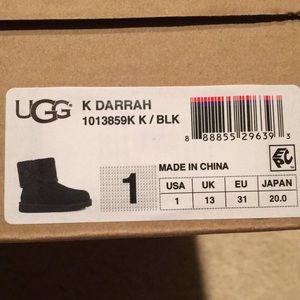 UGG
K DARRAH
1013859K K / BLK
8 88855 29639 3
1
MADE IN CHINA
USA UK EU JAPAN
1 13 31 20.0